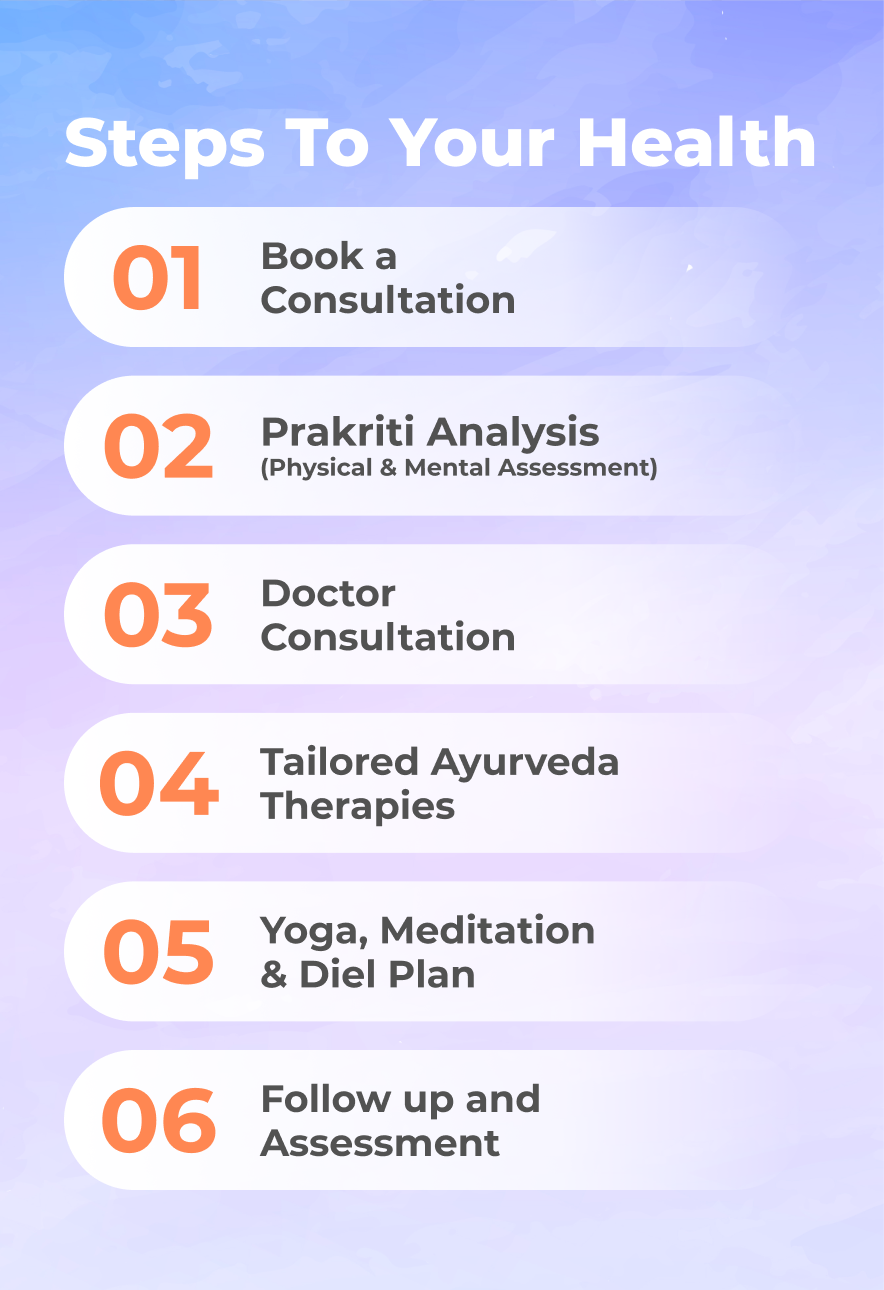 Steps To Your Health
01
Book a
Consultation
02
Prakriti Analysis
(Physical & Mental Assessment)
03
Doctor
Consultation
04
Tailored Ayurveda
Therapies
05
Yoga, Meditation
& Diel Plan
06
Follow up and
Assessment